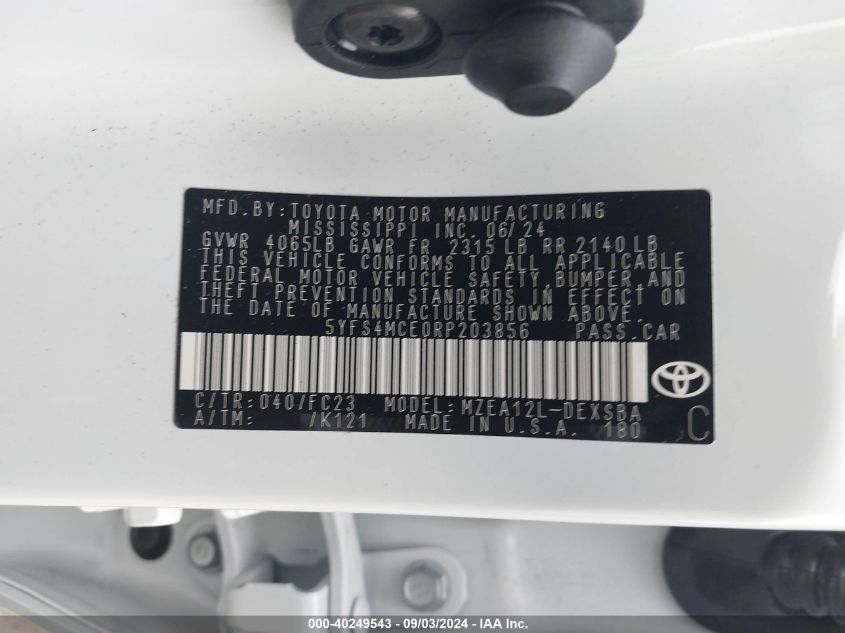 MFD. BY: TOYOTA MOTOR MANUFACTURING
MISSISSIPPI INC. 06/24
GVWR 4065LB GAWR FR 2315 LB RR 2140 LB
THIS VEHICLE CONFORMS TO ALL APPLICABLE
FEDERAL MOTOR VEHICLE SAFETY, BUMPER, AND
THEFT PREVENTION STANDARDS IN EFFECT ON
THE DATE OF MANUFACTURE SHOWN ABOVE.
5YFS4MCE0RP203856 PASS. CAR
C/TR: 040/FC23 MODEL: MZEA12L-DEXSBA
A/TM: /K121 MADE IN U.S.A. 180 C
000-40249543 - 09/03/2024 - IAA Inc.